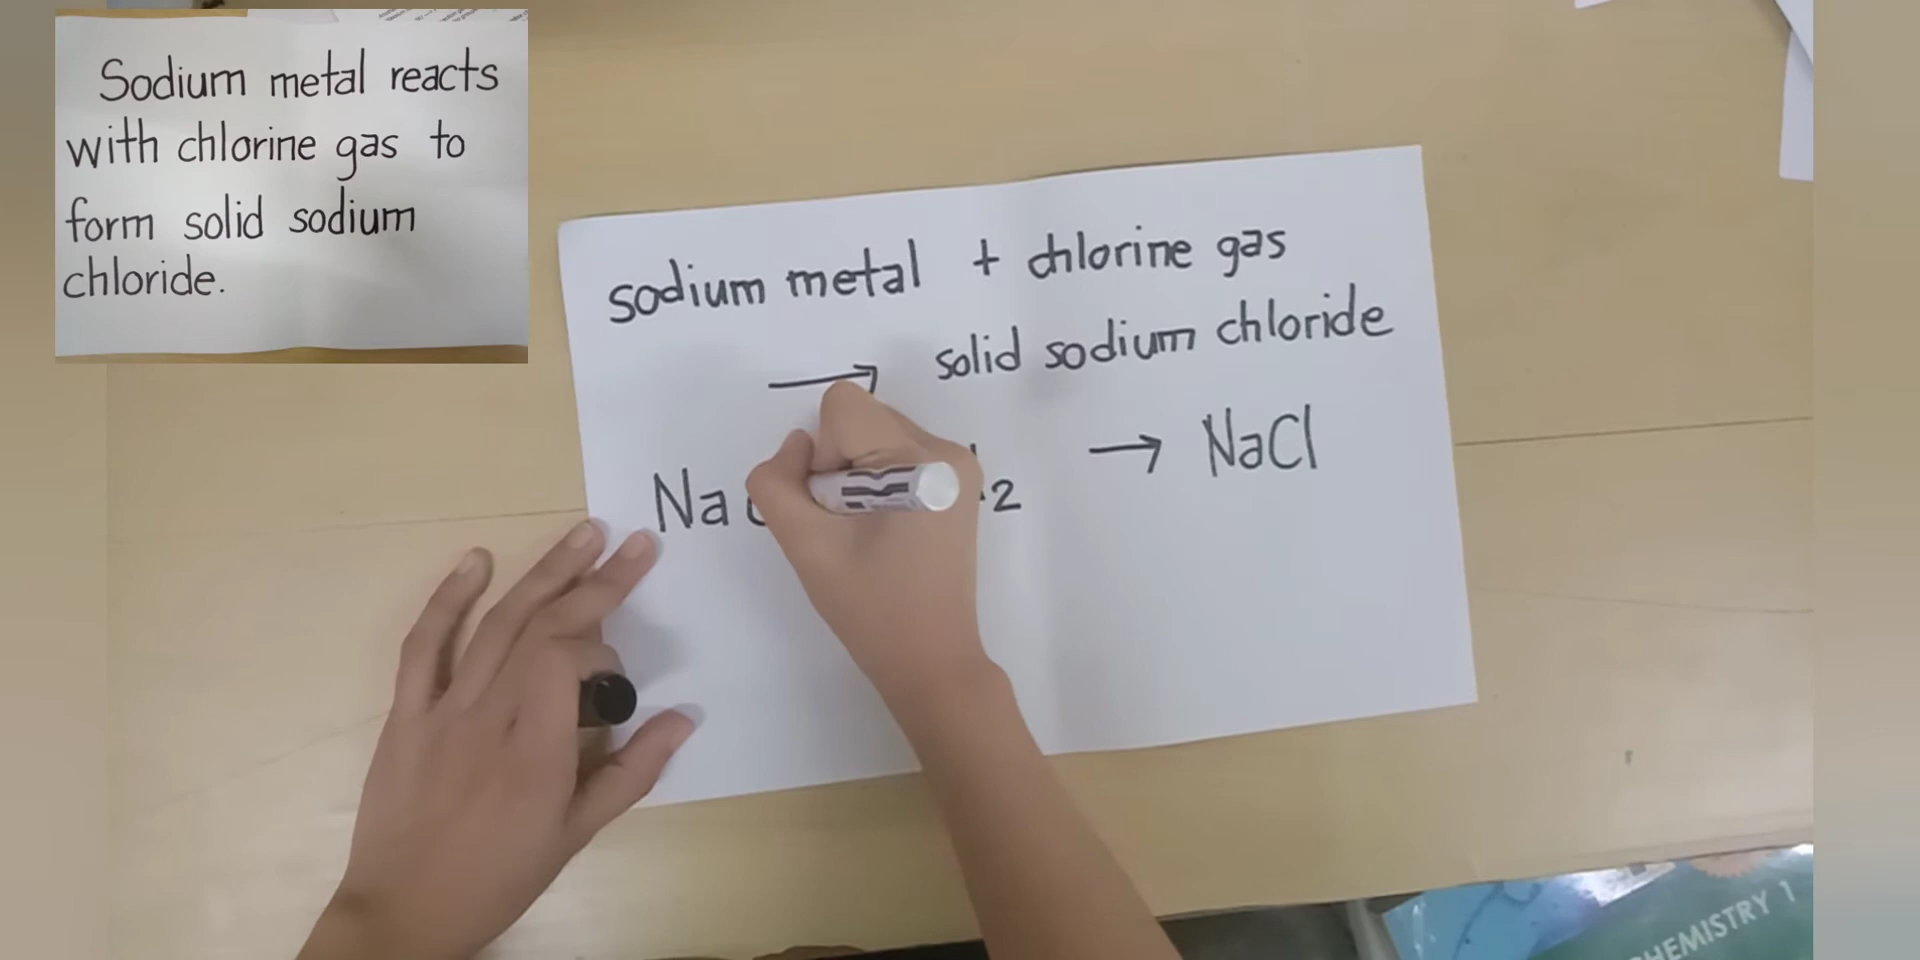 Sodium metal reacts
with chlorine gas to
form solid sodium
chloride.
sodium metal + chlorine gas
→ solid sodium chloride
Na 2 → NaCl
HEMISTRY 1